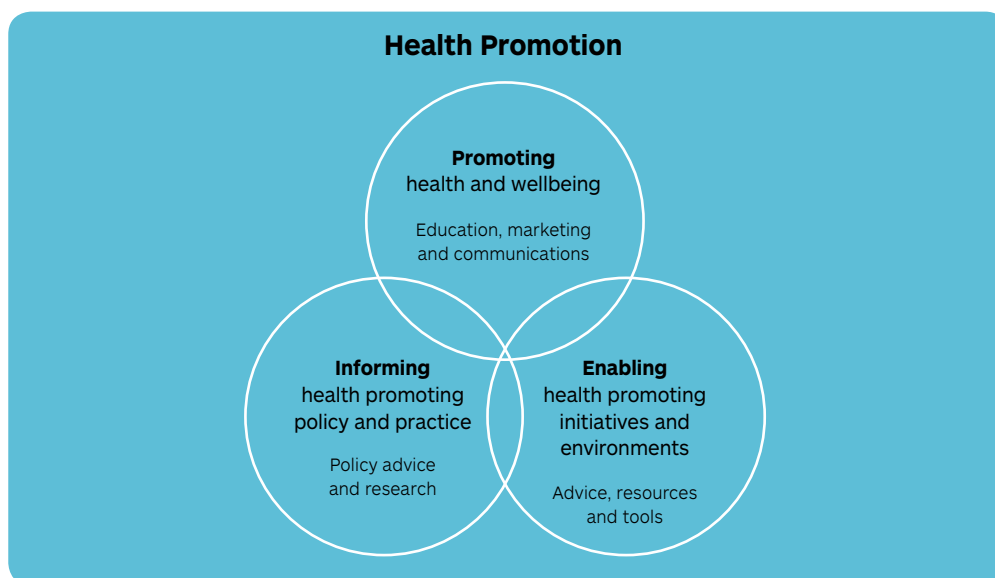 Health Promotion
Promoting
health and wellbeing
Education, marketing
and communications
Informing
health promoting
policy and practice
Policy advice
and research
Enabling
health promoting
initiatives and
environments
Advice, resources
and tools